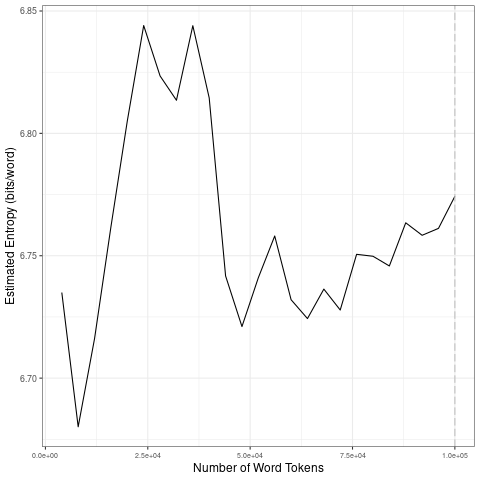 6.85
6.80
6.75
6.70
Estimated Entropy (bits/word)
0.0e+00 2.5e+04 5.0e+04 7.5e+04 1.0e+05
Number of Word Tokens